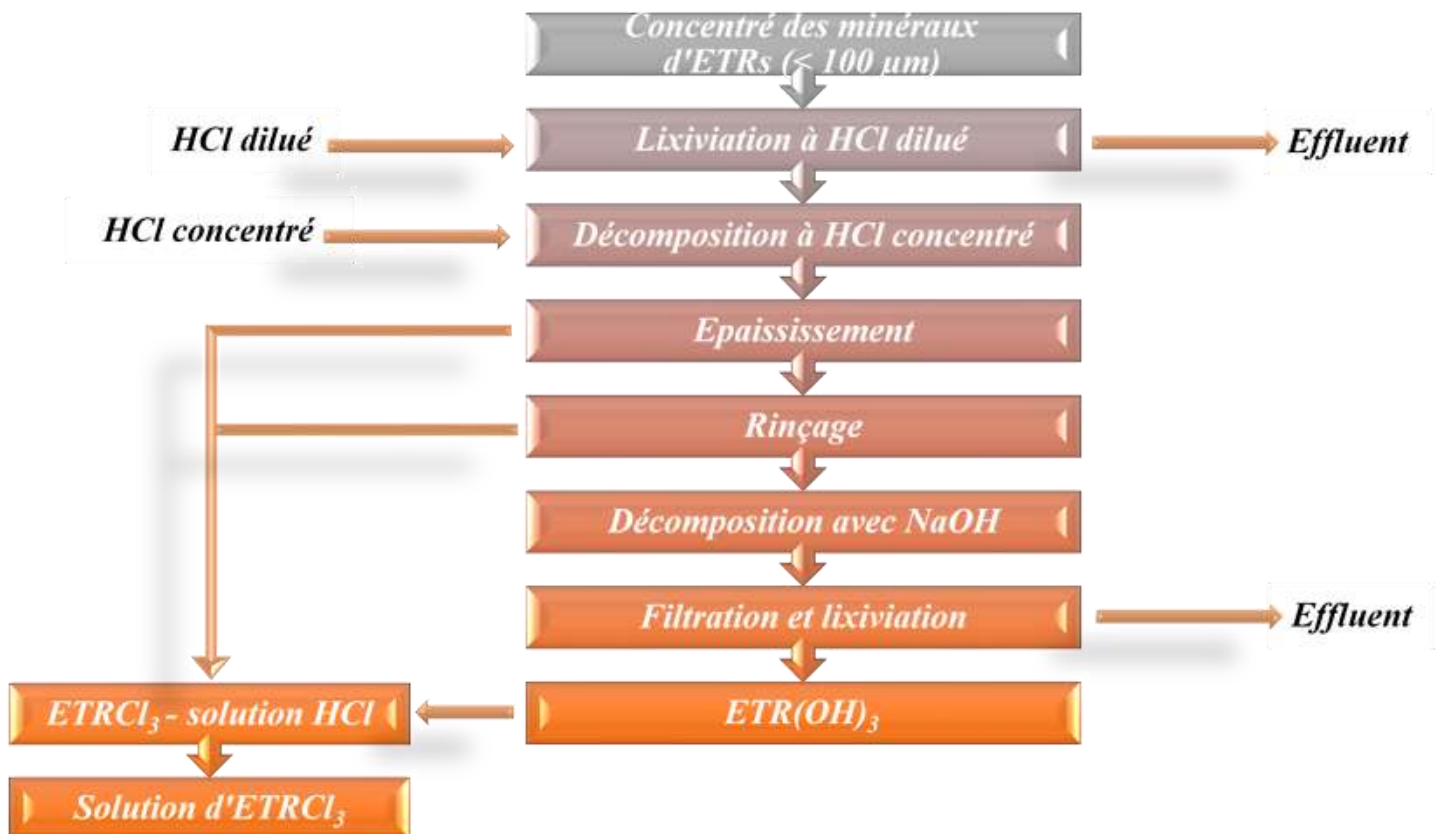 Concentré des minéraux
d'ETRs (< 100 µm)
HCl dilué
Lixiviation à HCl dilué
Effluent
HCl concentré
Décomposition à HCl concentré
Epaississement
Rinçage
Décomposition avec NaOH
Filtration et lixiviation
Effluent
ETRCl₃ - solution HCl
ETR(OH)₃
Solution d'ETRCl₃